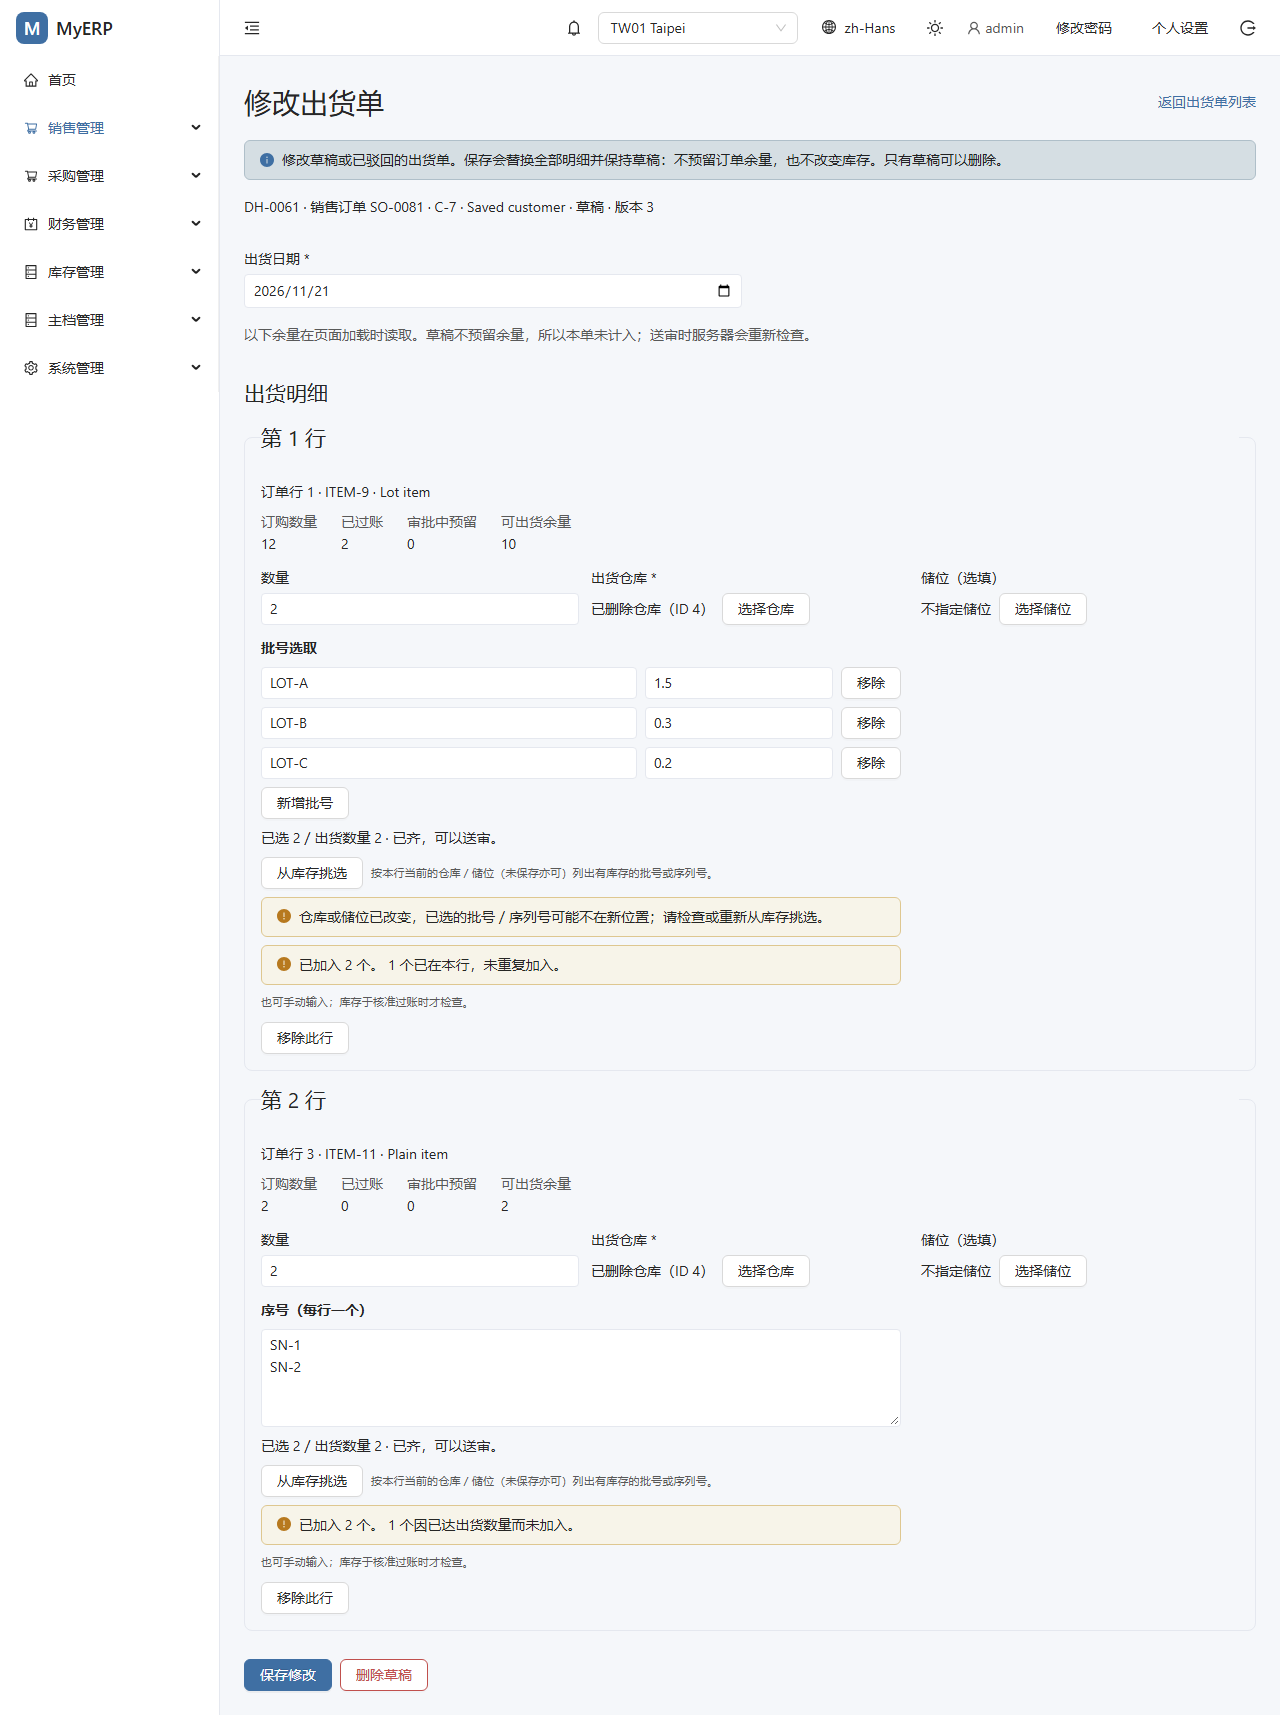 M MyERP
TW01 Taipei
zh-Hans
admin
修改密码
个人设置
首页
销售管理
采购管理
财务管理
库存管理
主档管理
系统管理
修改出货单
返回出货单列表
修改草稿或已驳回的出货单。保存会替换全部明细并保持草稿：不预留订单余量，也不改变库存。只有草稿可以删除。
DH-0061 · 销售订单 SO-0081 · C-7 · Saved customer · 草稿 · 版本 3
出货日期 *
2026/11/21
以下余量在页面加载时读取。草稿不预留余量，所以本单未计入；送审时服务器会重新检查。
出货明细
第 1 行
订单行 1 · ITEM-9 · Lot item
订购数量 已过账 审批中预留 可出货余量
12 2 0 10
数量 出货仓库 * 储位（选填）
2 已删除仓库（ID 4） 选择仓库 不指定储位 选择储位
批号选取
LOT-A 1.5 移除
LOT-B 0.3 移除
LOT-C 0.2 移除
新增批号
已选 2 / 出货数量 2 · 已齐，可以送审。
从库存挑选 按本行当前的仓库 / 储位（未保存亦可）列出有库存的批号或序列号。
仓库或储位已改变，已选的批号 / 序列号可能不在新位置；请检查或重新从库存挑选。
已加入 2 个。 1 个已在本行，未重复加入。
也可手动输入；库存于核准过账时才检查。
移除此行
第 2 行
订单行 3 · ITEM-11 · Plain item
订购数量 已过账 审批中预留 可出货余量
2 0 0 2
数量 出货仓库 * 储位（选填）
2 已删除仓库（ID 4） 选择仓库 不指定储位 选择储位
序号（每行一个）
SN-1
SN-2
已选 2 / 出货数量 2 · 已齐，可以送审。
从库存挑选 按本行当前的仓库 / 储位（未保存亦可）列出有库存的批号或序列号。
已加入 2 个。 1 个因已达出货数量而未加入。
也可手动输入；库存于核准过账时才检查。
移除此行
保存修改 删除草稿